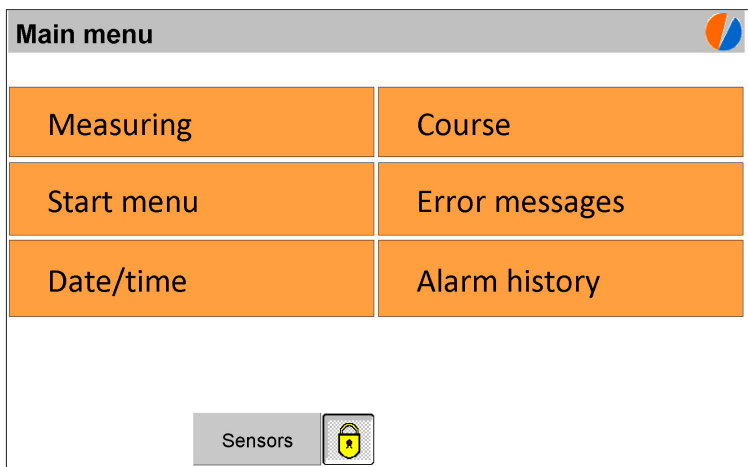 Main menu
Measuring
Course
Start menu
Error messages
Date/time
Alarm history
Sensors